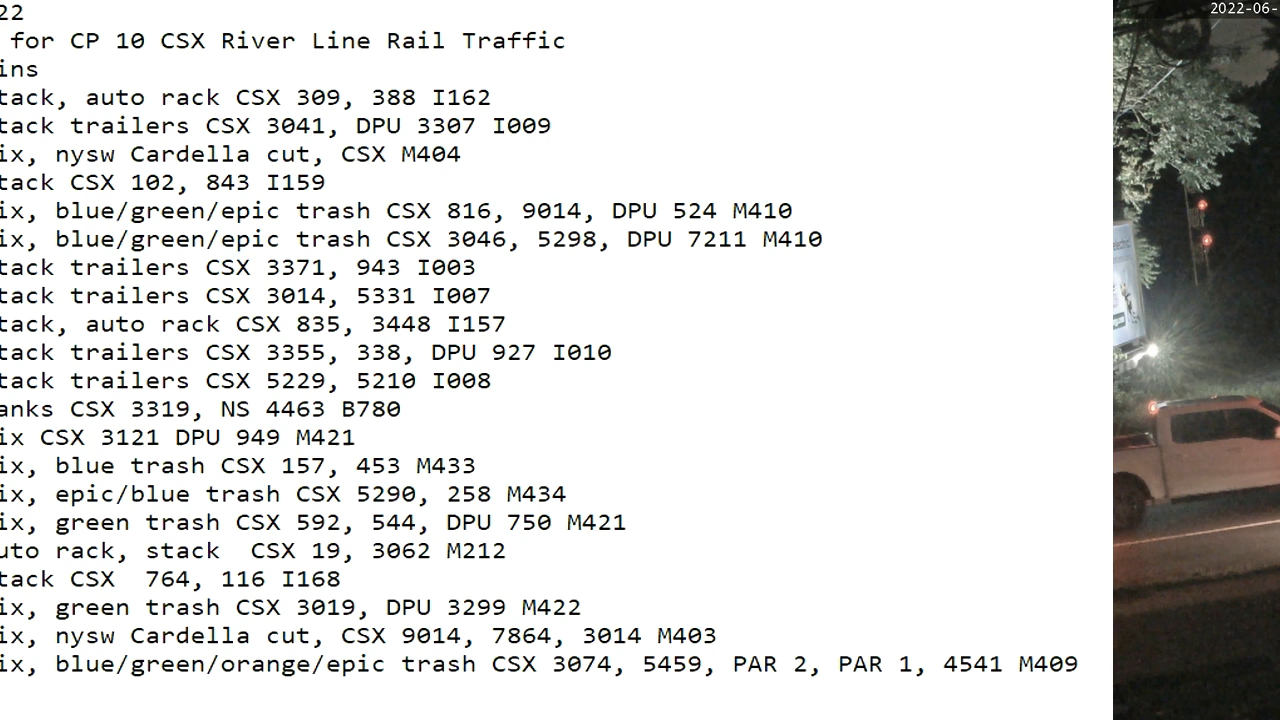 22
for CP 10 CSX River Line Rail Traffic
ins
tack, auto rack CSX 309, 388 I162
tack trailers CSX 3041, DPU 3307 I009
ix, nysw Cardella cut, CSX M404
tack CSX 102, 843 I159
ix, blue/green/epic trash CSX 816, 9014, DPU 524 M410
ix, blue/green/epic trash CSX 3046, 5298, DPU 7211 M410
tack trailers CSX 3371, 943 I003
tack trailers CSX 3014, 5331 I007
tack, auto rack CSX 835, 3448 I157
tack trailers CSX 3355, 338, DPU 927 I010
tack trailers CSX 5229, 5210 I008
anks CSX 3319, NS 4463 B780
ix CSX 3121 DPU 949 M421
ix, blue trash CSX 157, 453 M433
ix, epic/blue trash CSX 5290, 258 M434
ix, green trash CSX 592, 544, DPU 750 M421
uto rack, stack  CSX 19, 3062 M212
tack CSX  764, 116 I168
ix, green trash CSX 3019, DPU 3299 M422
ix, nysw Cardella cut, CSX 9014, 7864, 3014 M403
ix, blue/green/orange/epic trash CSX 3074, 5459, PAR 2, PAR 1, 4541 M409
2022-06-